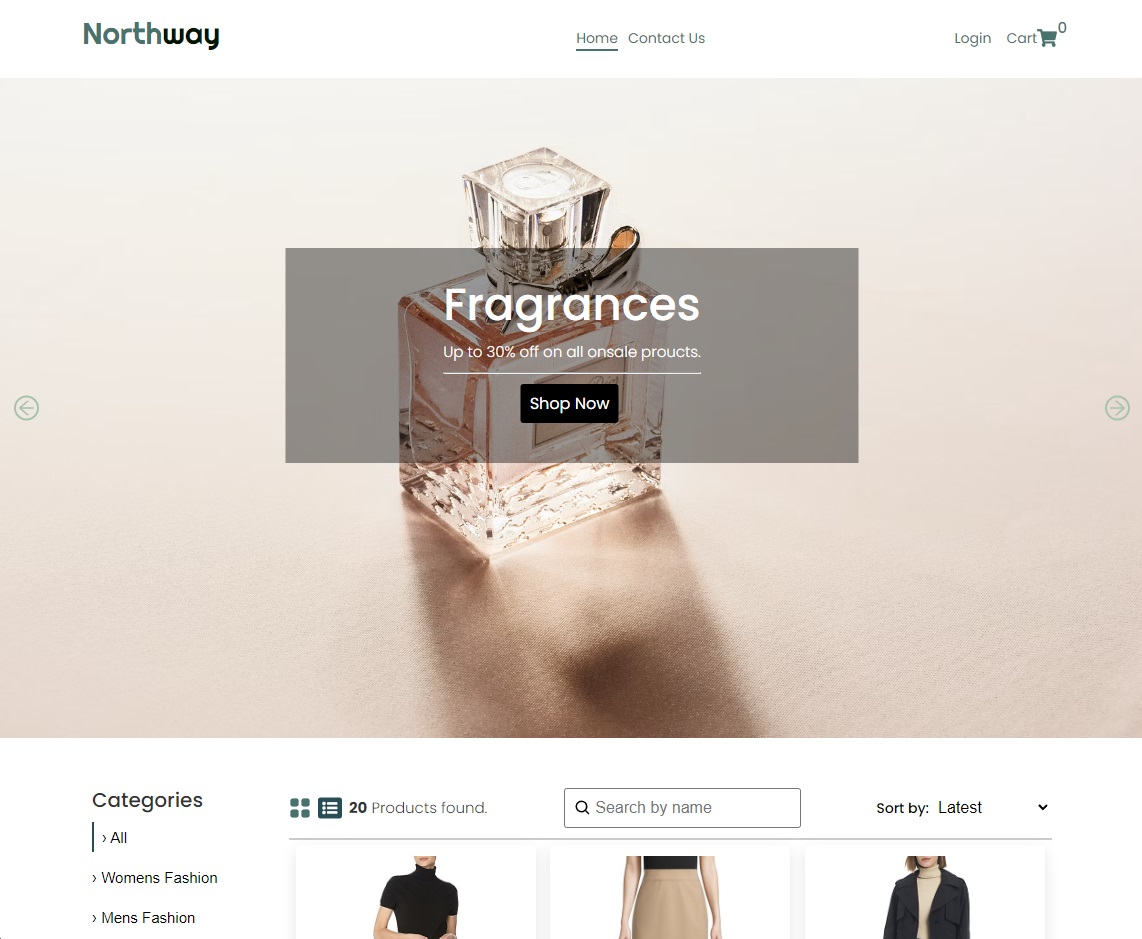 Northway
Home Contact Us
Login Cart 0
Fragrances
Up to 30% off on all onsale proucts.
Shop Now
Categories
› All
› Womens Fashion
› Mens Fashion
20 Products found.
Search by name
Sort by: Latest